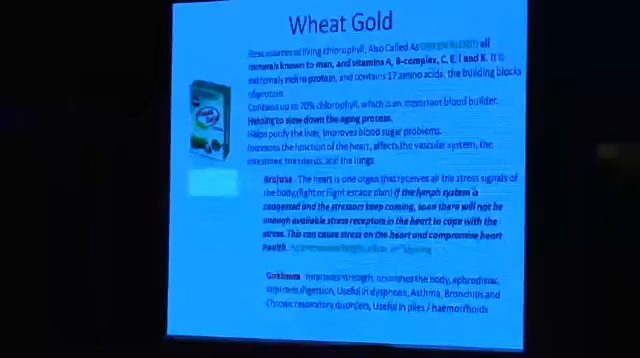 Wheat Gold
Best sources of living chlorophyll, Also Called As GREEN BLOOD all
minerals known to man, and vitamins A, B-complex, C, E, l and K. It is
extremely rich in protein, and contains 17 amino acids, the building blocks
of protein
Contains up to 70% chlorophyll, which is an important blood builder.
Helping to slow down the aging process.
Helps purify the liver, Improves blood sugar problems.
Increases the function of the heart, affects the vascular system, the
intestines, the uterus, and the lungs
Arajuna The heart is one organ that receives all the stress signals of
the body, (fight or flight escape
if the lymph system is
congested and the stressors keep coming, soon there will not be
enough available stress receptors in the heart to cope with the
stress. This can cause stress on the heart and compromise heart
health.
Gokhema Improves strength, nourishes the body, aphrodisiac,
improves digestion, Useful in dyspnoea, Asthma, Bronchitis and
Chronic respiratory disorders, Useful in piles / haemorrhoids